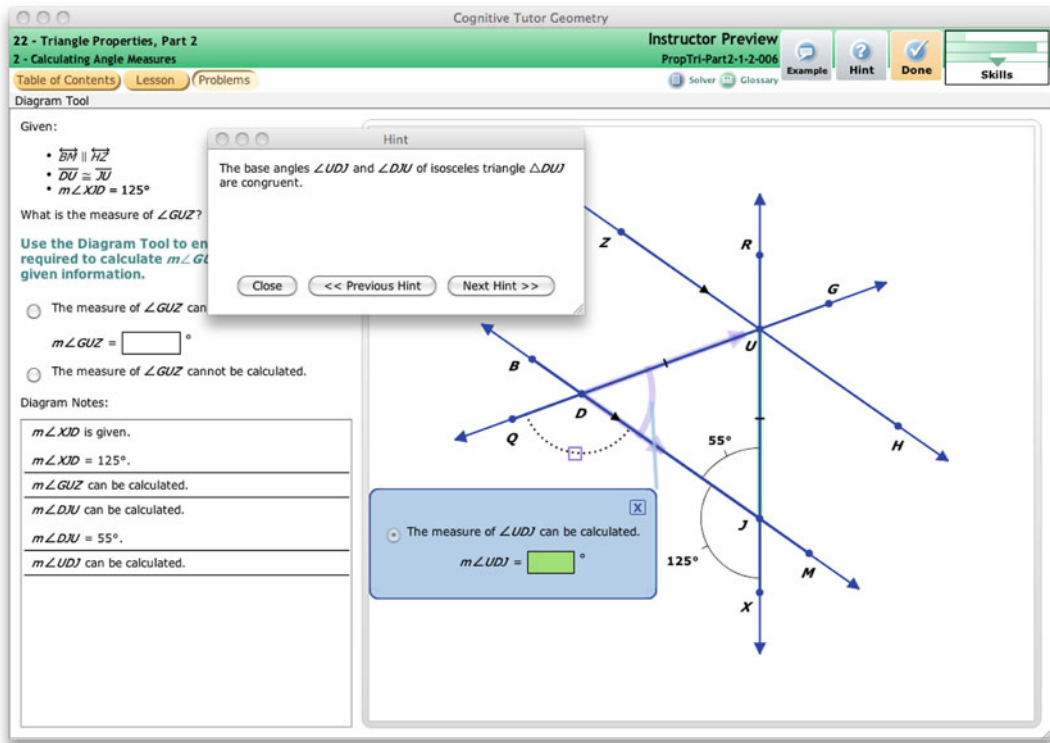 Cognitive Tutor Geometry
22 - Triangle Properties, Part 2
2 - Calculating Angle Measures
Instructor Preview
PropTri-Part2-1-2-006
Table of Contents
Lesson
Problems
Solver
Glossary
Example
Hint
Done
Skills
Diagram Tool
Given:
• BM ∥ HZ
• DU ≅ JU
• m∠XJD = 125°
What is the measure of ∠GUZ?
Use the Diagram Tool to en
required to calculate m∠GU
given information.
The measure of ∠GUZ can
m∠GUZ = °
The measure of ∠GUZ cannot be calculated.
Diagram Notes:
m∠XJD is given.
m∠XJD = 125°.
m∠GUZ can be calculated.
m∠DJU can be calculated.
m∠DJU = 55°.
m∠UDJ can be calculated.
Hint
The base angles ∠UDJ and ∠DJU of isosceles triangle △DUJ
are congruent.
Close
<< Previous Hint
Next Hint >>
Z
R
G
U
B
D
Q
H
55°
J
125°
M
X
X
The measure of ∠UDJ can be calculated.
m∠UDJ = °